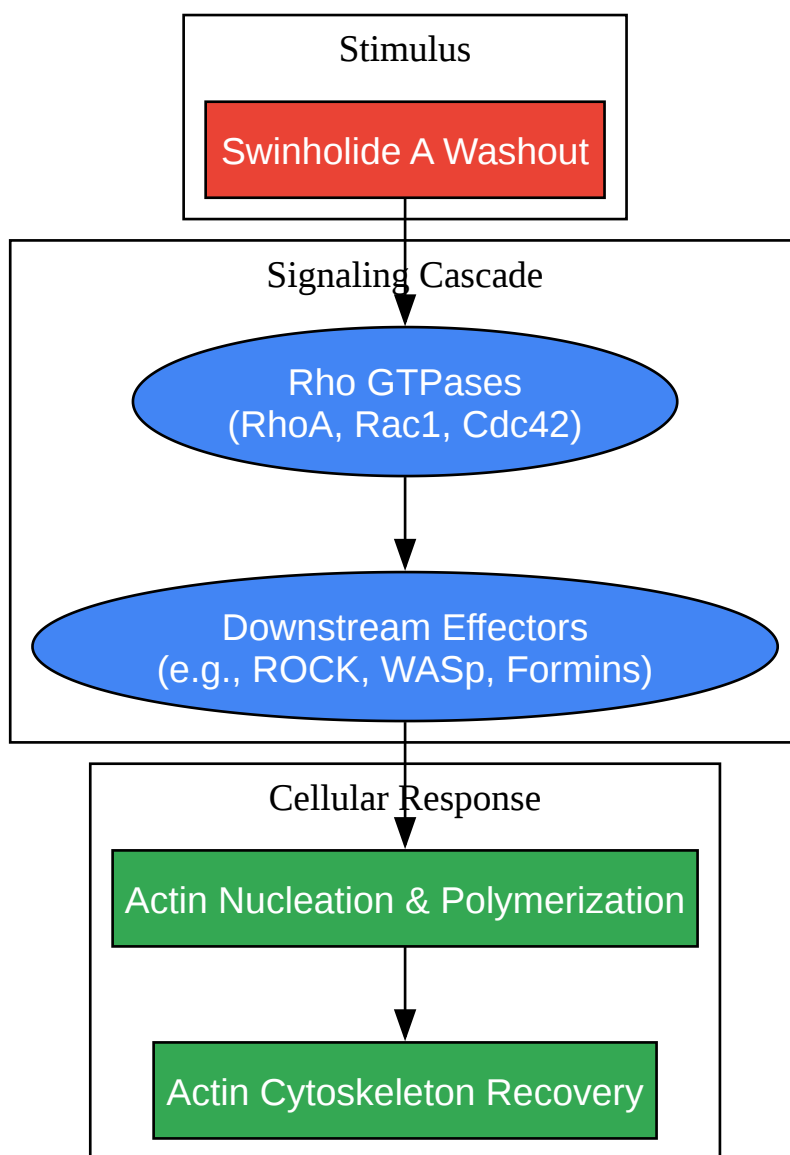 Stimulus
Swinholide A Washout
Signaling Cascade
Rho GTPases
(RhoA, Rac1, Cdc42)
Downstream Effectors
(e.g., ROCK, WASp, Formins)
Cellular Response
Actin Nucleation & Polymerization
Actin Cytoskeleton Recovery